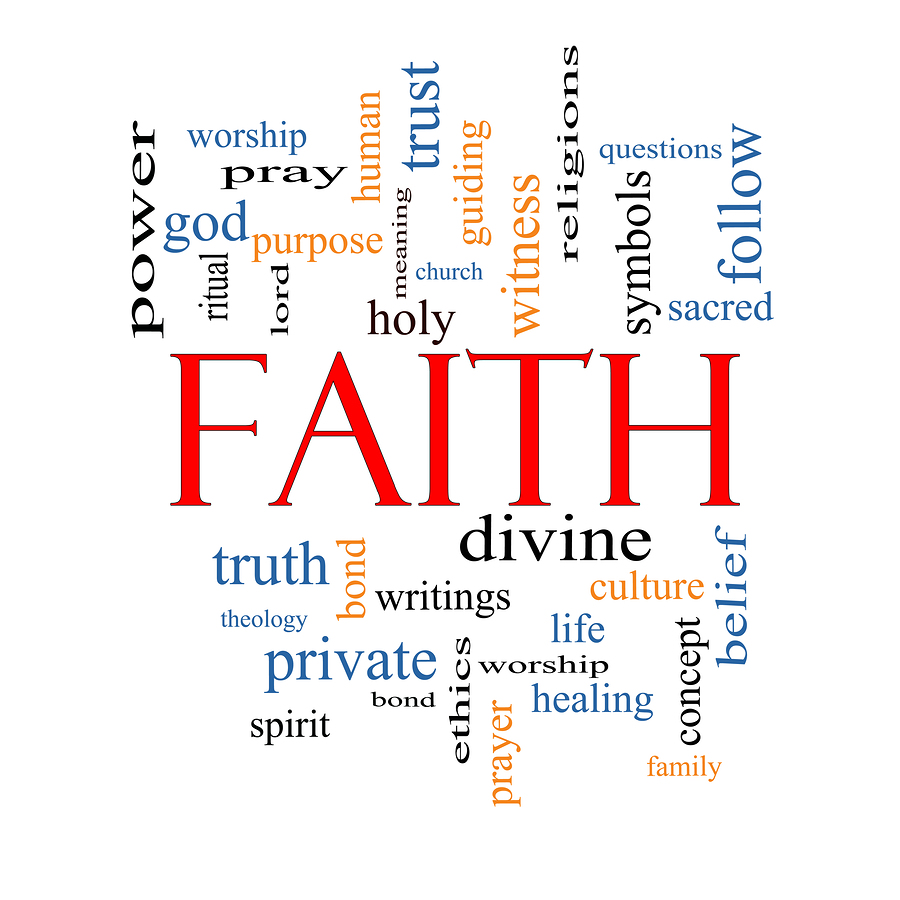 religions
trust
human
guiding
power
worship
questions
follow
pray
symbols
witness
meaning
god
purpose
ritual
lord
church
sacred
holy
FAITH
divine
truth
bond
belief
culture
writings
theology
life
concept
private
ethics
worship
healing
bond
spirit
prayer
family